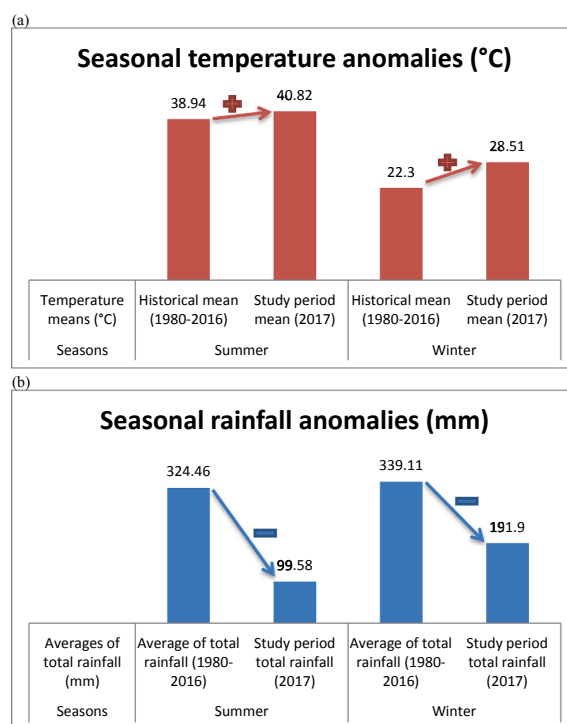 (a)
Seasonal temperature anomalies (°C)
38.94
40.82
22.3
28.51
Temperature means (°C)
Historical mean (1980-2016)
Study period mean (2017)
Historical mean (1980-2016)
Study period mean (2017)
Seasons
Summer
Winter
(b)
Seasonal rainfall anomalies (mm)
324.46
99.58
339.11
191.9
Averages of total rainfall (mm)
Average of total rainfall (1980-2016)
Study period total rainfall (2017)
Average of total rainfall (1980-2016)
Study period total rainfall (2017)
Seasons
Summer
Winter